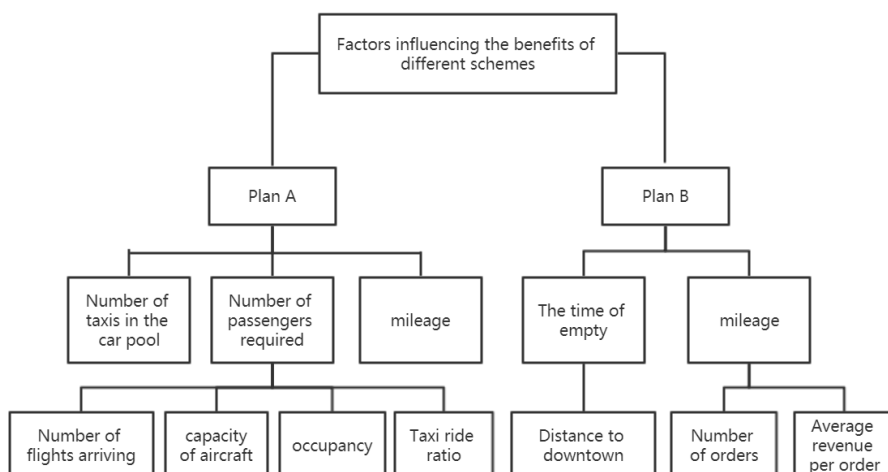 Factors influencing the benefits of
different schemes
Plan A
Plan B
Number of
taxis in the
car pool
Number of
passengers
required
mileage
The time of
empty
mileage
Number of
flights arriving
capacity
of aircraft
occupancy
Taxi ride
ratio
Distance to
downtown
Number
of orders
Average
revenue
per order